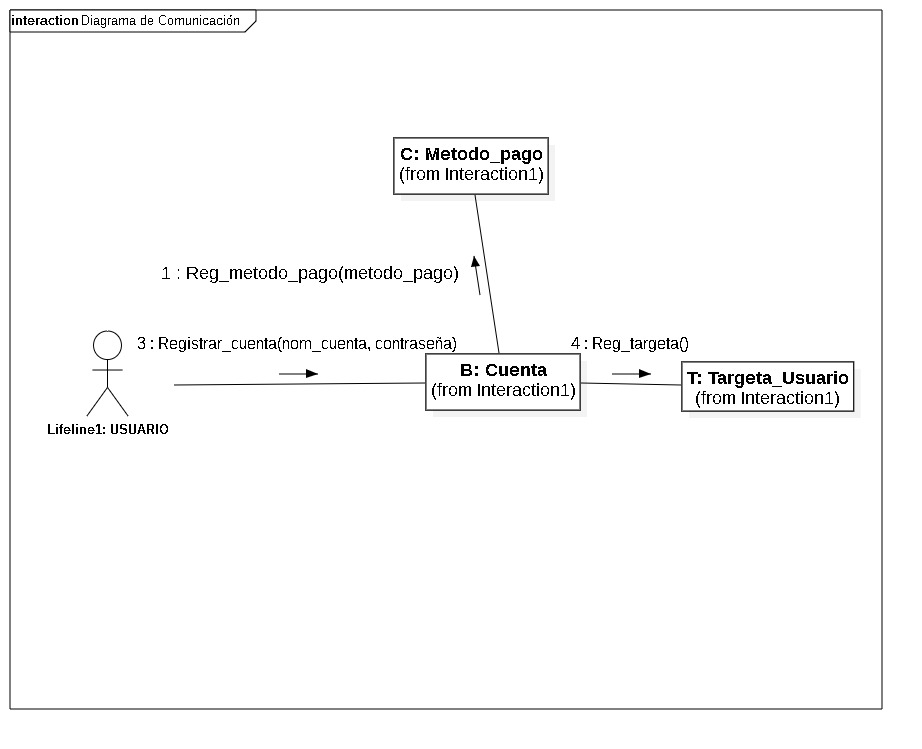 interaction Diagrama de Comunicación
C: Metodo_pago
(from Interaction1)
1 : Reg_metodo_pago(metodo_pago)
3 : Registrar_cuenta(nom_cuenta, contraseña)
4 : Reg_targeta()
B: Cuenta
(from Interaction1)
T: Targeta_Usuario
(from Interaction1)
Lifeline1: USUARIO